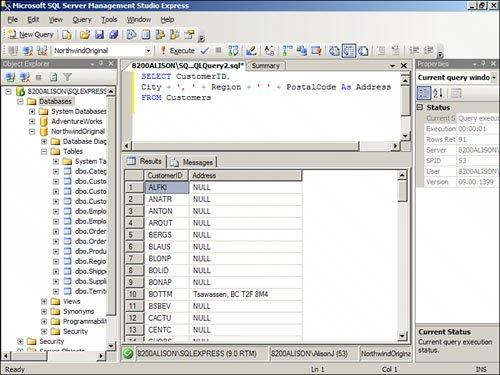 Microsoft SQL Server Management Studio Express
File Edit View Query Tools Window Community Help
New Query
NorthwindOriginal Execute
Object Explorer
8200ALISON\SQLEXPRESS
Databases
System Databases
AdventureWorks
NorthwindOriginal
Database Diag
Tables
System Ta
dbo.Categ
dbo.Custo
dbo.Custo
dbo.Custo
dbo.Emplo
dbo.Emplo
dbo.Order
dbo.Order
dbo.Produ
dbo.Regio
dbo.Shippe
dbo.Suppli
dbo.Territo
Views
Synonyms
Programmabilit
Security
Security
Server Objects
8200ALISON\SQ...QLQuery2.sql* Summary
SELECT CustomerID,
City + ', ' + Region + ' ' + PostalCode As Address
FROM Customers
Results Messages
CustomerID Address
1 ALFKI NULL
2 ANATR NULL
3 ANTON NULL
4 AROUT NULL
5 BERGS NULL
6 BLAUS NULL
7 BLONP NULL
8 BOLID NULL
9 BONAP NULL
10 BOTTM Tsawassen, BC T2F 8M4
11 BSBEV NULL
12 CACTU NULL
13 CENTC NULL
8200ALISON\SQLEXPRESS (9.0 RTM) 8200ALISON\AlisonJ (53) NorthwindOrigina
Properties
Current query windo
Status
Current S Query execut
Execution 00:00:01
Rows Ret 91
Server 8200ALISON
SPID 53
User 8200ALISON
Version 09.00.1399
Current Status
Current query execution status.
Ready Ln 1 Col 1 INS